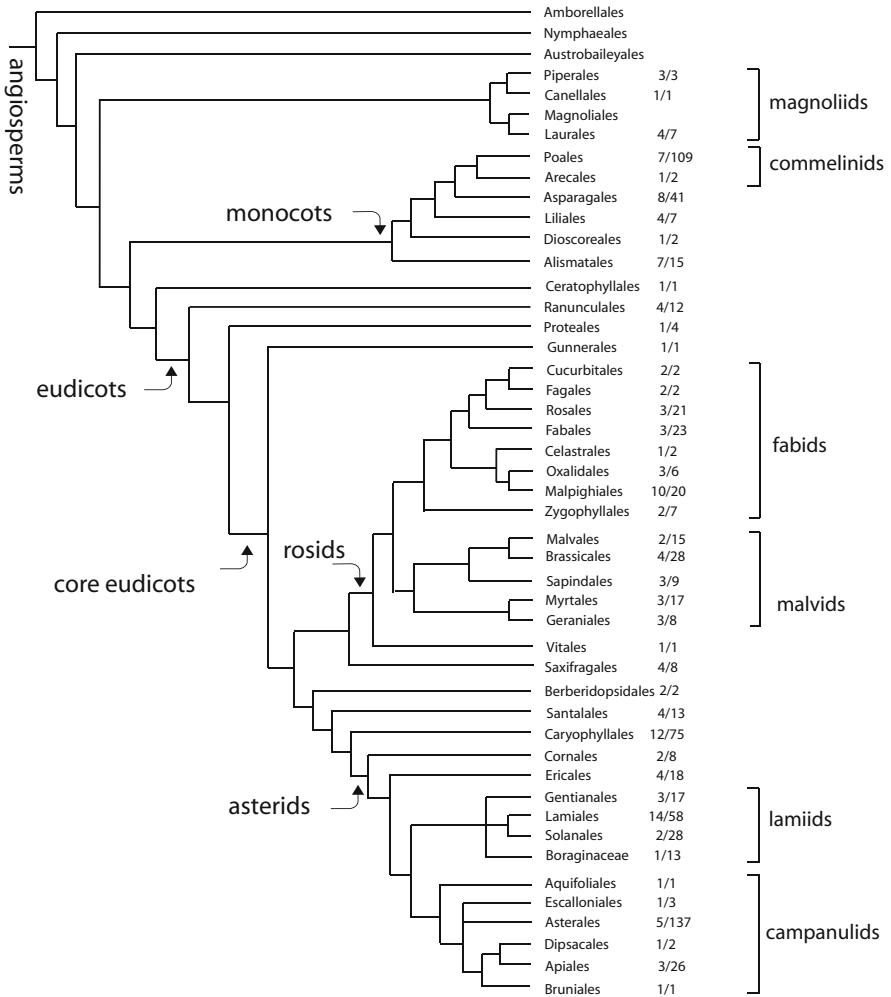 Amborellales
Nymphaeales
Austrobaileyales
angiosperms
Piperales 3/3
Canellales 1/1
Magnoliales
Laurales 4/7
magnoliids
Poales 7/109
Arecales 1/2
commelinids
Asparagales 8/41
monocots
Liliales 4/7
Dioscoreales 1/2
Alismatales 7/15
Ceratophyllales 1/1
Ranunculales 4/12
Proteales 1/4
Gunnerales 1/1
eudicots
Cucurbitales 2/2
Fagales 2/2
Rosales 3/21
Fabales 3/23
fabids
Celastrales 1/2
Oxalidales 3/6
Malpighiales 10/20
Zygophyllales 2/7
Malvales 2/15
Brassicales 4/28
rosids
core eudicots
Sapindales 3/9
Myrtales 3/17
malvids
Geraniales 3/8
Vitales 1/1
Saxifragales 4/8
Berberidopsidales 2/2
Santalales 4/13
Caryophyllales 12/75
Cornales 2/8
Ericales 4/18
asterids
Gentianales 3/17
Lamiales 14/58
lamiids
Solanales 2/28
Boraginaceae 1/13
Aquifoliales 1/1
Escalloniales 1/3
Asterales 5/137
campanulids
Dipsacales 1/2
Apiales 3/26
Bruniales 1/1